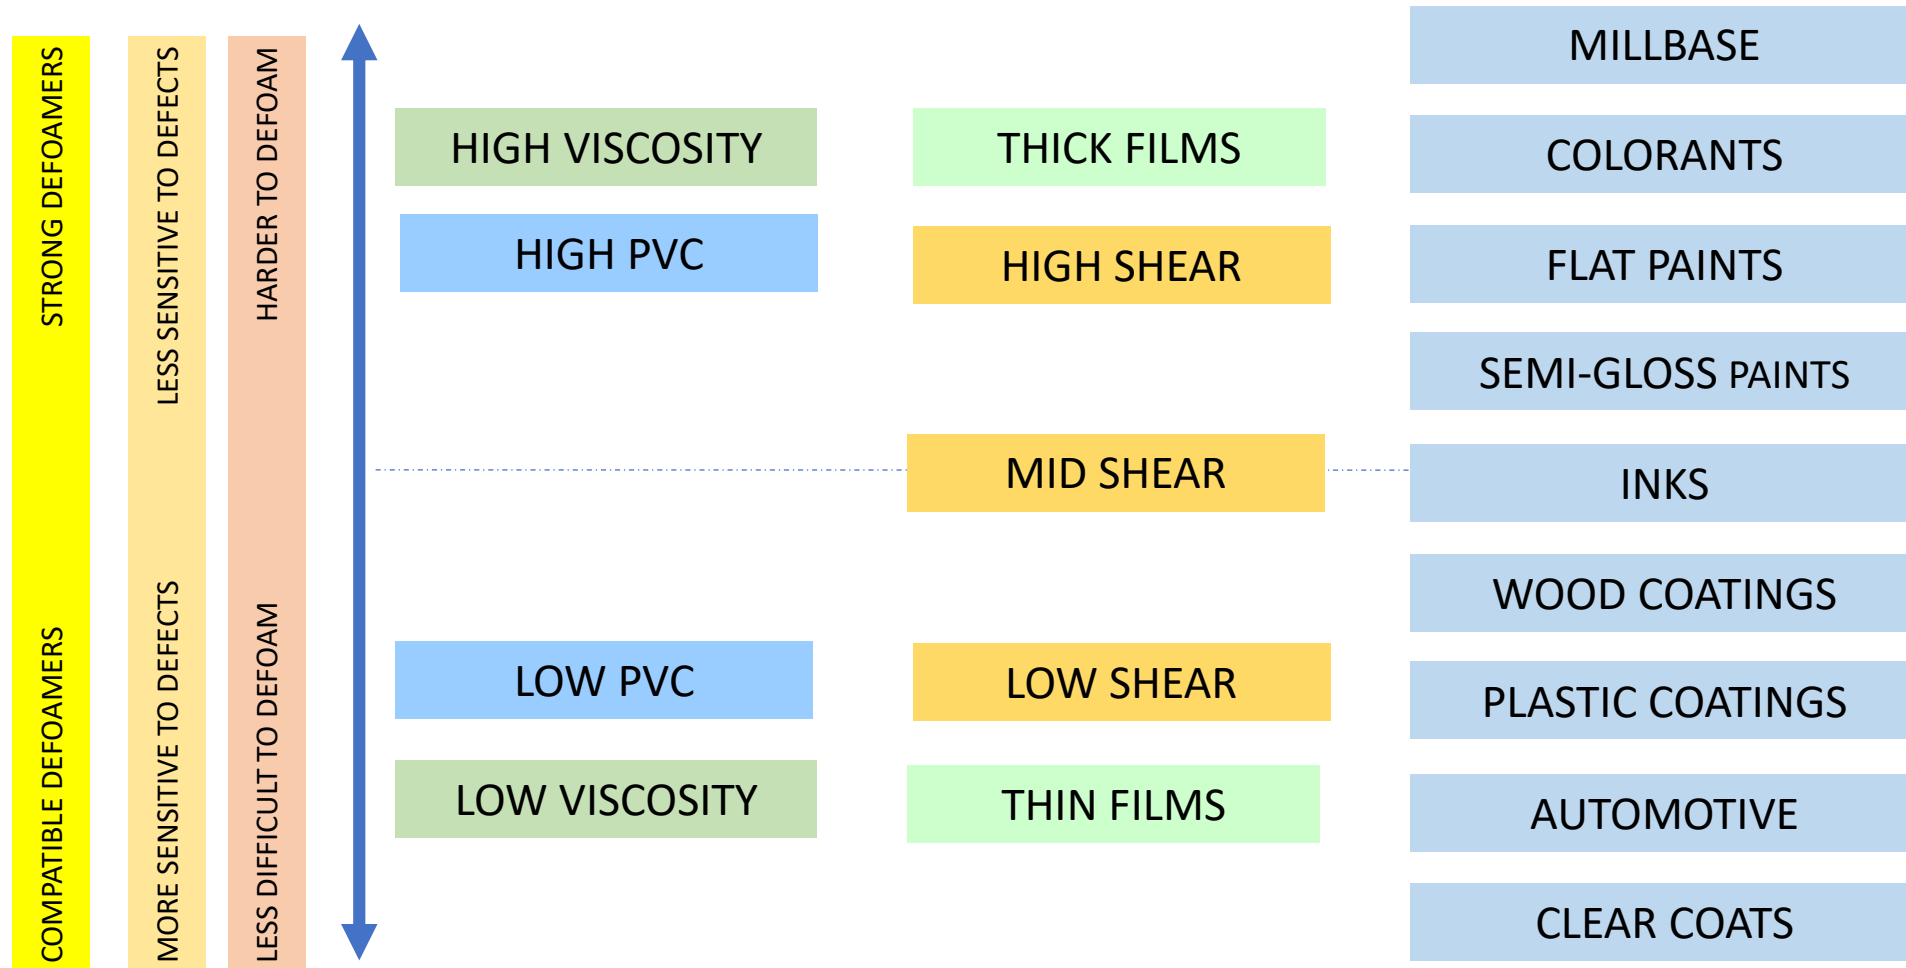 STRONG DEFOAMERS
COMPATIBLE DEFOAMERS
LESS SENSITIVE TO DEFECTS
MORE SENSITIVE TO DEFECTS
HARDER TO DEFOAM
LESS DIFFICULT TO DEFOAM
HIGH VISCOSITY
HIGH PVC
LOW PVC
LOW VISCOSITY
THICK FILMS
HIGH SHEAR
MID SHEAR
LOW SHEAR
THIN FILMS
MILLBASE
COLORANTS
FLAT PAINTS
SEMI-GLOSS PAINTS
INKS
WOOD COATINGS
PLASTIC COATINGS
AUTOMOTIVE
CLEAR COATS